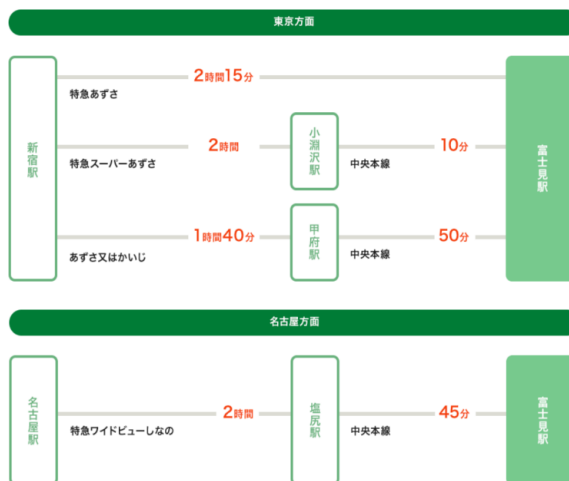 東京方面
新宿駅
2時間15分
特急あずさ
2時間
特急スーパーあずさ
小淵沢駅
10分
中央本線
1時間40分
あずさ又はかいじ
甲府駅
50分
中央本線
富士見駅
名古屋方面
名古屋駅
2時間
特急ワイドビューしなの
塩尻駅
45分
中央本線
富士見駅